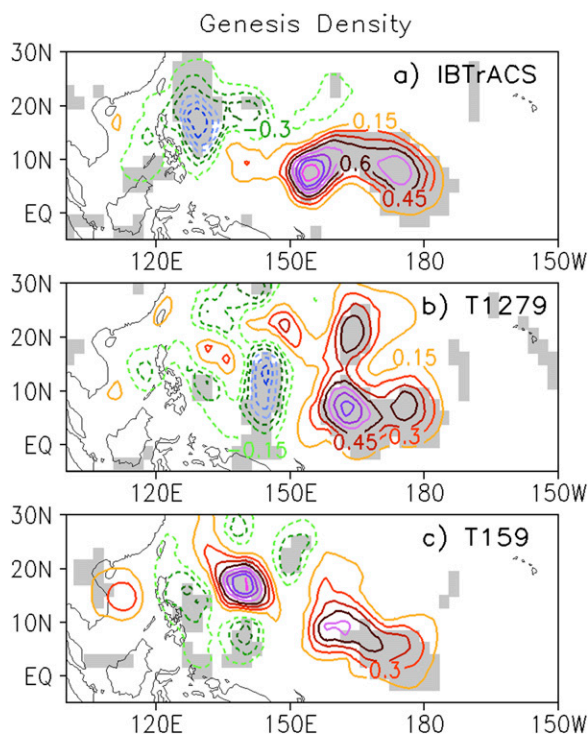 Genesis Density
30N
a) IBTrACS
20N
-0.3
0.15
10N
0.6
0.45
EQ
120E 150E 180 150W
30N
b) T1279
20N
0.15
10N
0.45 0.3
EQ
-0.15
120E 150E 180 150W
30N
c) T159
20N
10N
0.3
EQ
120E 150E 180 150W